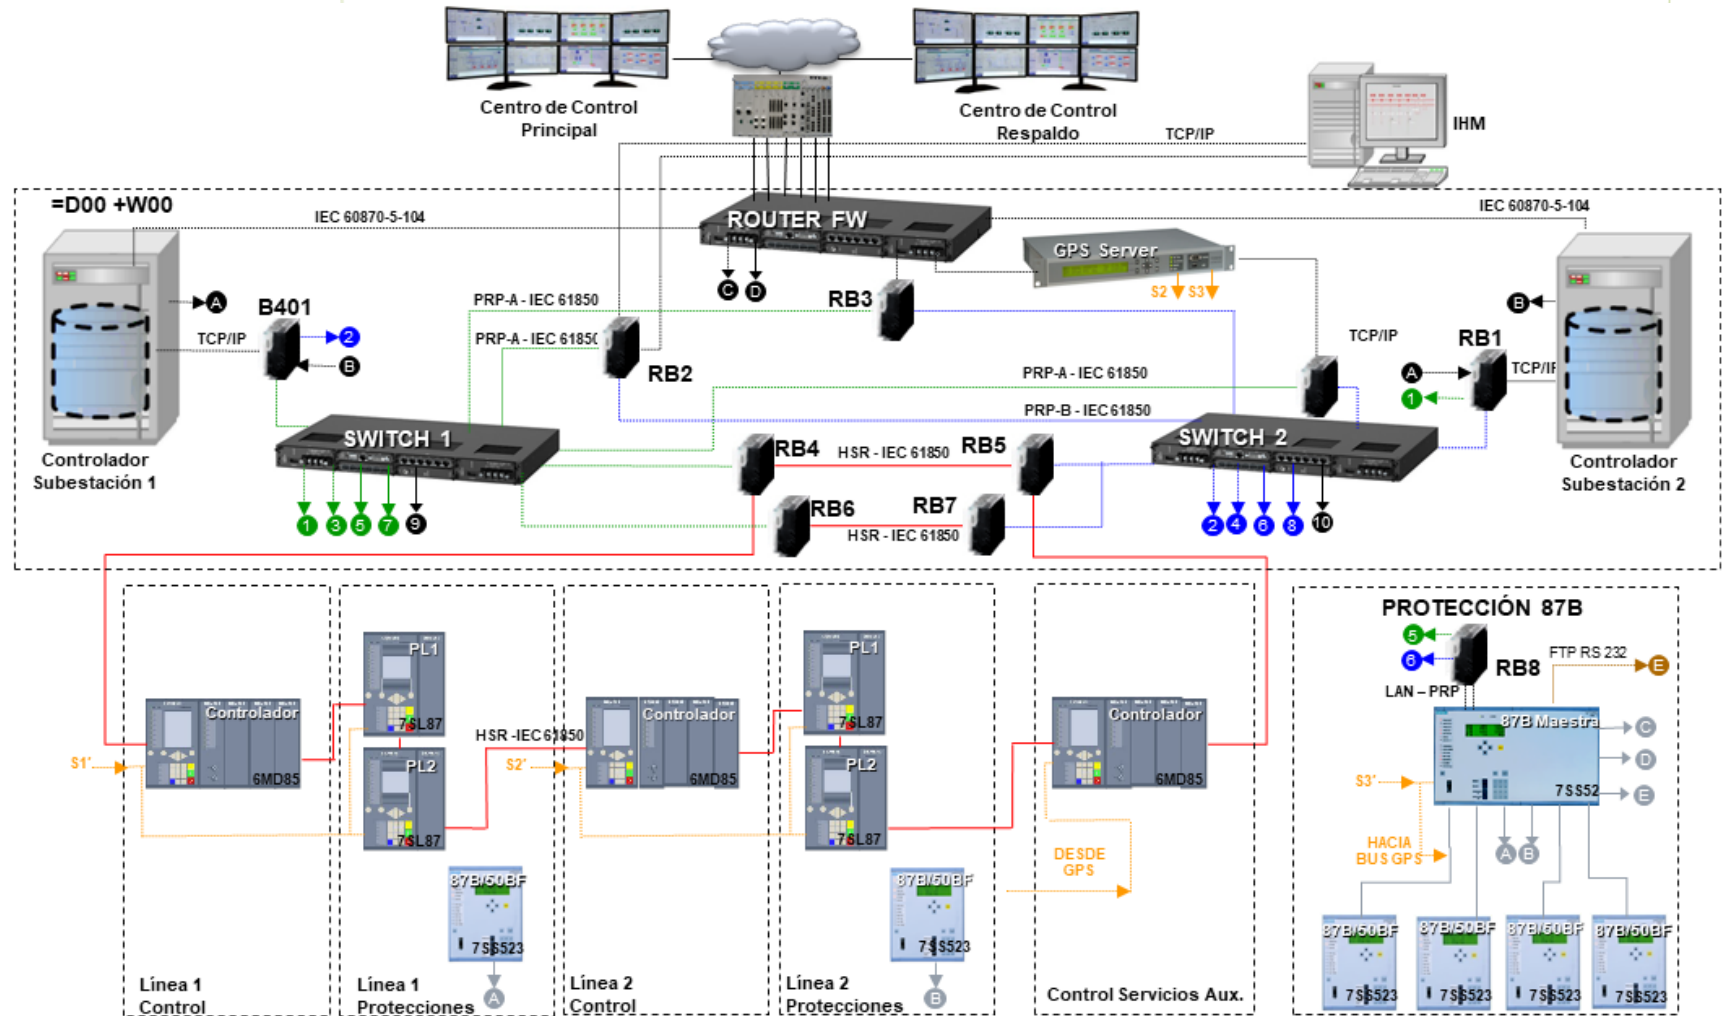 Centro de Control
Principal
Centro de Control
Respaldo
TCP/IP
IHM
=D00 +W00
IEC 60870-5-104
ROUTER FW
IEC 60870-5-104
GPS Server
S2
S3
C
D
A
B401
TCP/IP
2
B
PRP-A - IEC 61850
RB3
PRP-A - IEC 61850
RB2
TCP/IP
B
RB1
A
TCP/IP
1
PRP-A - IEC 61850
PRP-B - IEC 61850
SWITCH 1
SWITCH 2
Controlador
Subestación 1
Controlador
Subestación 2
RB4
HSR - IEC 61850
RB5
RB6
RB7
HSR - IEC 61850
1
3
5
7
9
2
4
6
8
10
PL1
7SL87
PL2
7SL87
Controlador
6MD85
S1'
HSR -IEC 61850
S2'
Controlador
6MD85
PL1
7SL87
PL2
7SL87
Controlador
6MD85
DESDE
GPS
87B/50BF
7SS523
A
87B/50BF
7SS523
B
Línea 1
Control
Línea 1
Protecciones
Línea 2
Control
Línea 2
Protecciones
Control Servicios Aux.
PROTECCIÓN 87B
5
6
RB8
FTP RS 232
E
LAN – PRP
87B Maestra
7SS52
C
D
E
S3'
HACIA
BUS GPS
A
B
87B/50BF
7SS523
87B/50BF
7SS523
87B/50BF
7SS523
87B/50BF
7SS523